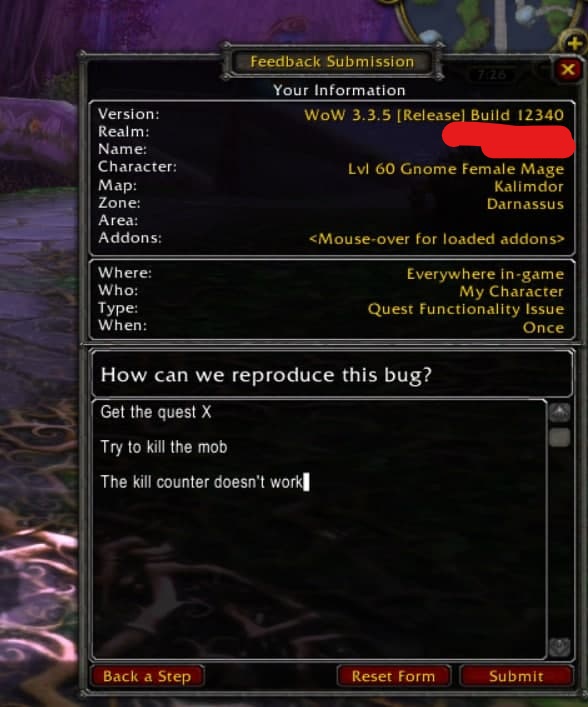 Feedback Submission
7:26
Your Information
Version: WoW 3.3.5 [Release] Build 12340
Realm:
Name:
Character: Lvl 60 Gnome Female Mage
Map: Kalimdor
Zone: Darnassus
Area:
Addons: <Mouse-over for loaded addons>
Where: Everywhere in-game
Who: My Character
Type: Quest Functionality Issue
When: Once
How can we reproduce this bug?
Get the quest X
Try to kill the mob
The kill counter doesn't work
Back a Step Reset Form Submit